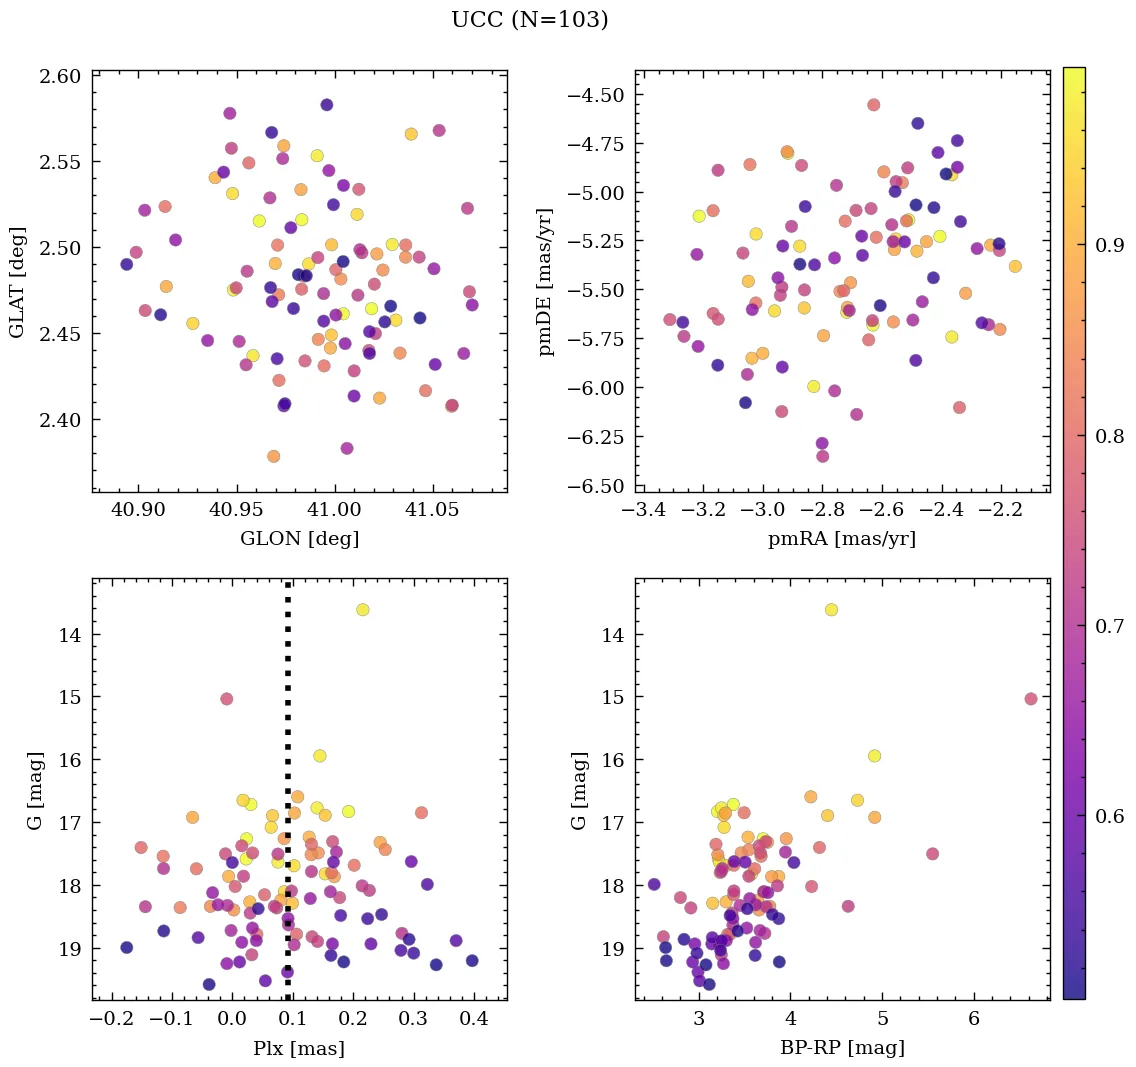 UCC (N=103)
2.60
2.55
2.50
2.45
2.40
GLAT [deg]
40.90 40.95 41.00 41.05
GLON [deg]
−4.50
−4.75
−5.00
−5.25
−5.50
−5.75
−6.00
−6.25
−6.50
pmDE [mas/yr]
−3.4 −3.2 −3.0 −2.8 −2.6 −2.4 −2.2
pmRA [mas/yr]
14
15
16
17
18
19
G [mag]
−0.2 −0.1 0.0 0.1 0.2 0.3 0.4
Plx [mas]
14
15
16
17
18
19
G [mag]
3 4 5 6
BP-RP [mag]
0.9
0.8
0.7
0.6